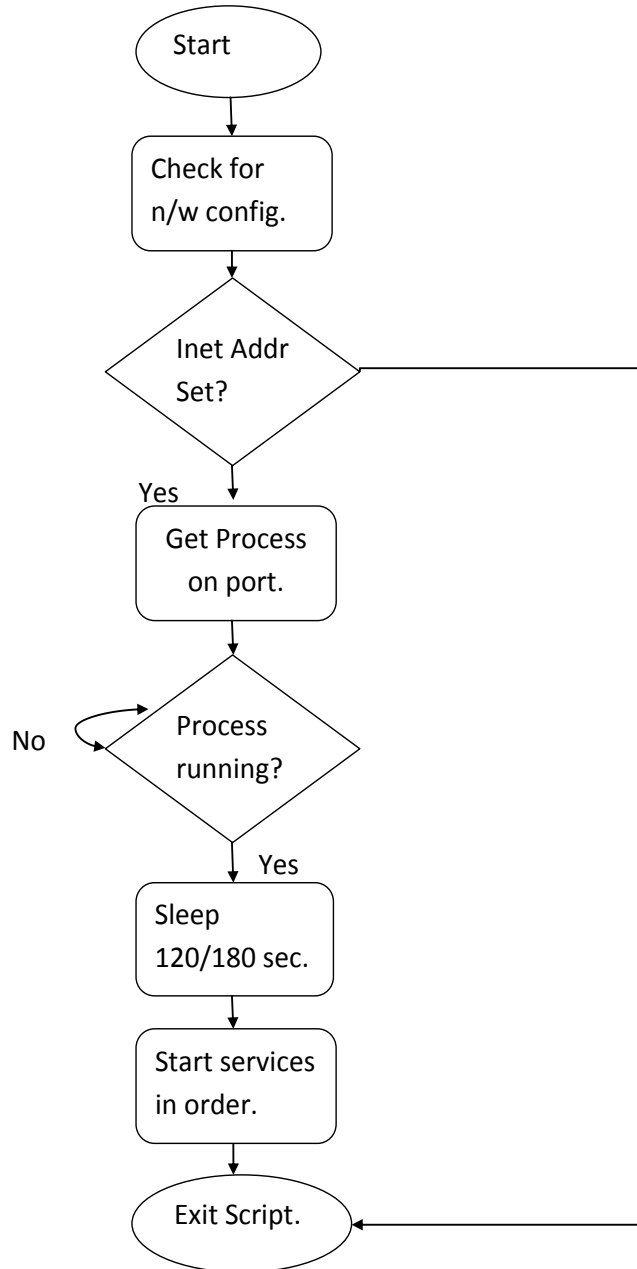 Start
Check for
n/w config.
Inet Addr
Set?
Yes
Get Process
on port.
No
Process
running?
Yes
Sleep
120/180 sec.
Start services
in order.
Exit Script.